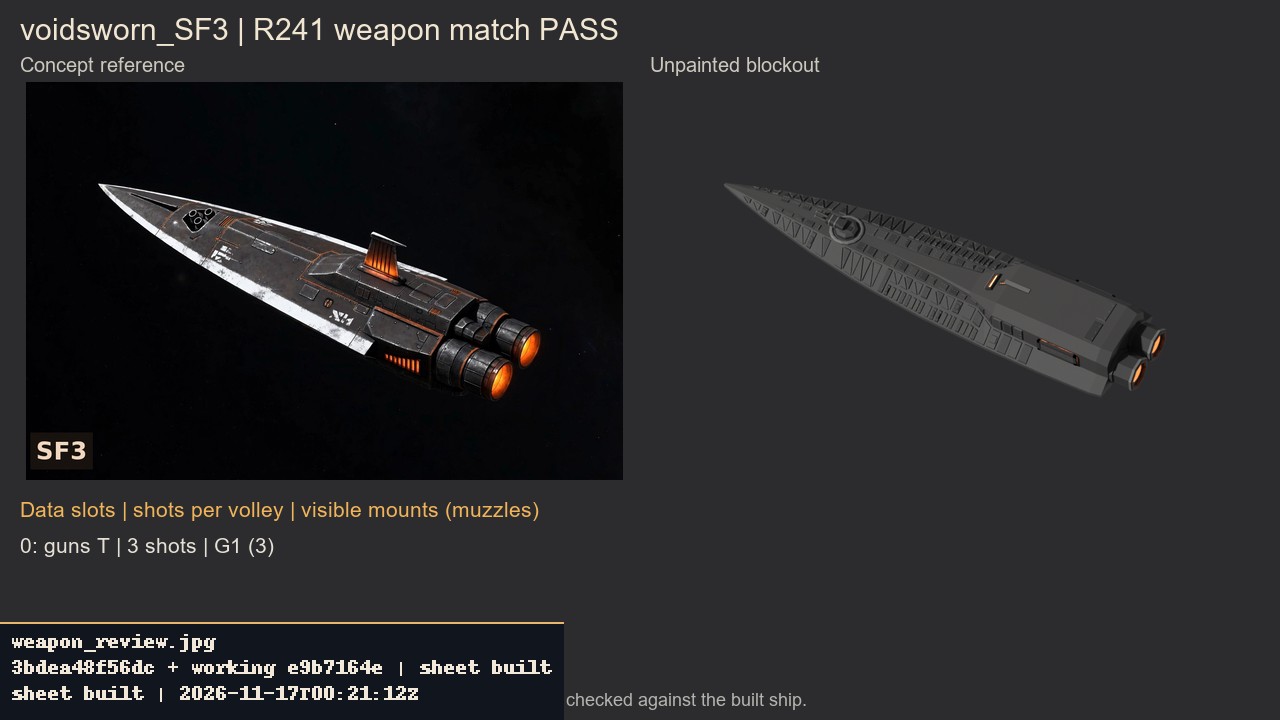 voidsworn_SF3 | R241 weapon match PASS
Concept reference
Unpainted blockout
SF3
Data slots | shots per volley | visible mounts (muzzles)
0: guns T | 3 shots | G1 (3)
weapon_review.jpg
3bdea48f56dc + working e9b7164e | sheet built
sheet built | 2026-11-17T00:21:12Z
checked against the built ship.